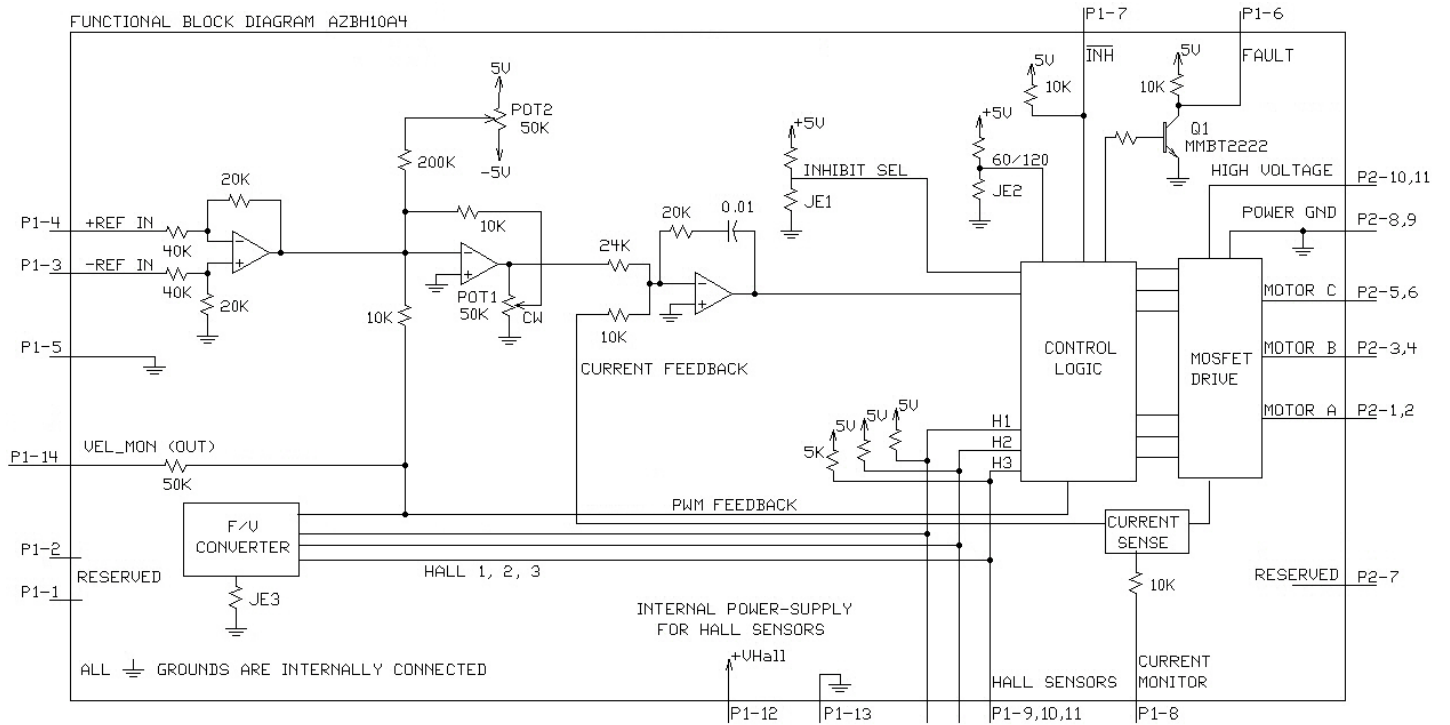 FUNCTIONAL BLOCK DIAGRAM AZBH10A4
P1-7
P1-6
INH
FAULT
5V
10K
5V
10K
Q1
MMBT2222
5V
POT2
50K
-5V
200K
+5V
INHIBIT SEL
JE1
+5V
60/120
JE2
HIGH VOLTAGE
P2-10,11
POWER GND
P2-8,9
20K
P1-4
+REF IN
40K
P1-3
-REF IN
40K
20K
10K
POT1
50K
CW
24K
20K
0.01
10K
10K
CURRENT FEEDBACK
P1-5
CONTROL
LOGIC
MOSFET
DRIVE
MOTOR C
P2-5,6
MOTOR B
P2-3,4
MOTOR A
P2-1,2
5V
5V
5V
5K
H1
H2
H3
VEL_MON (OUT)
P1-14
50K
PWM FEEDBACK
F/V
CONVERTER
CURRENT
SENSE
P1-2
RESERVED
P1-1
HALL 1, 2, 3
JE3
10K
RESERVED
P2-7
INTERNAL POWER-SUPPLY
FOR HALL SENSORS
+VHall
ALL GROUNDS ARE INTERNALLY CONNECTED
HALL SENSORS
CURRENT
MONITOR
P1-12
P1-13
P1-9,10,11
P1-8